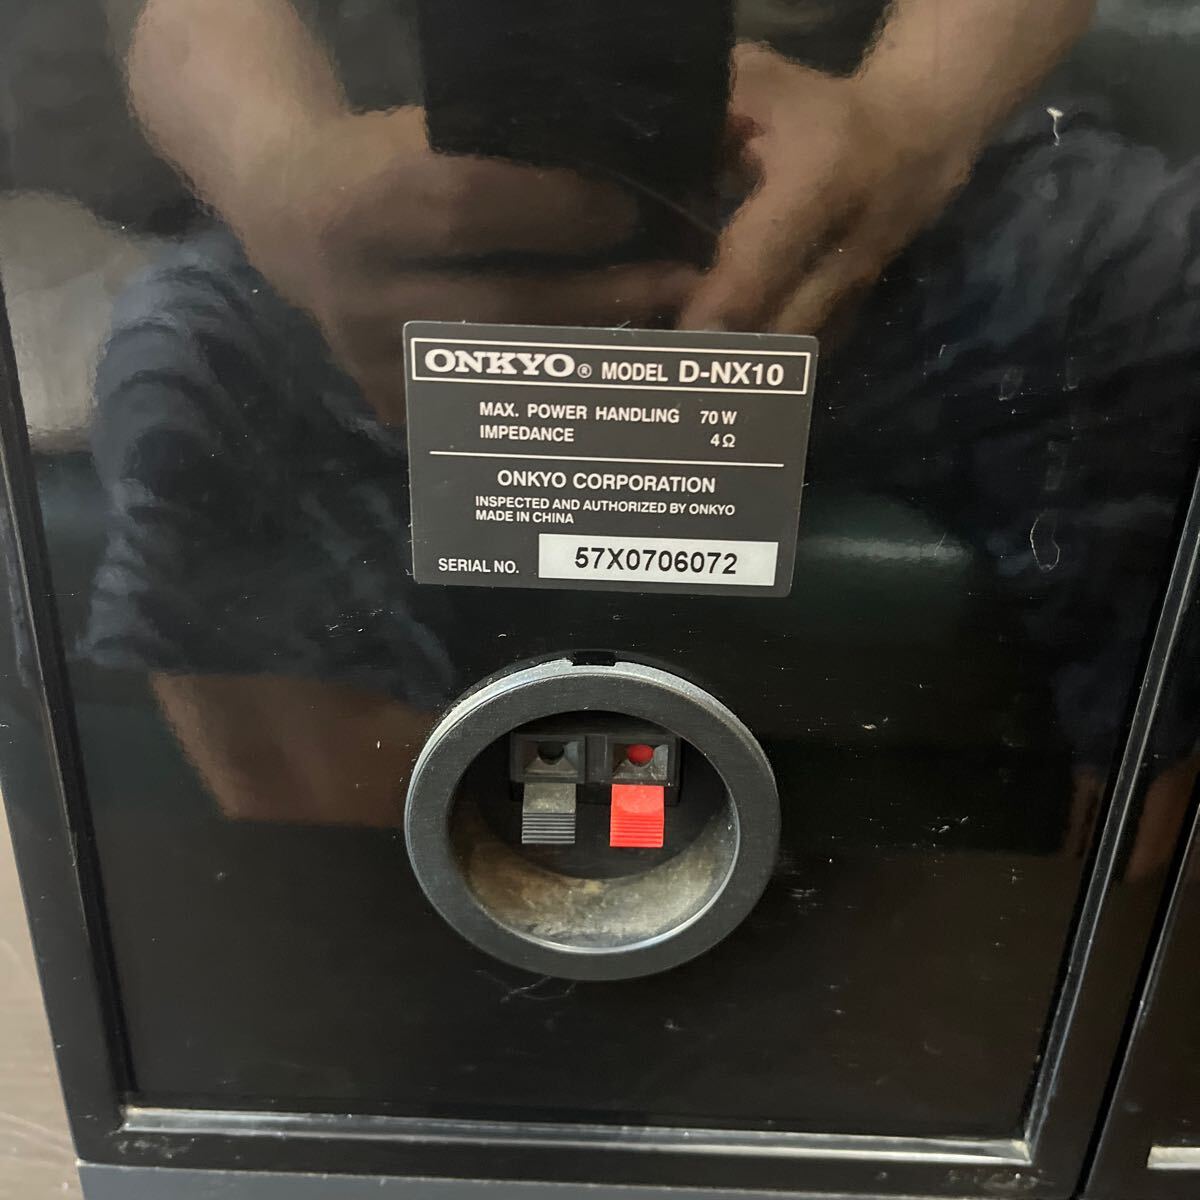 ONKYO® MODEL D-NX10
MAX. POWER HANDLING 70 W
IMPEDANCE 4Ω
ONKYO CORPORATION
INSPECTED AND AUTHORIZED BY ONKYO
MADE IN CHINA
SERIAL NO. 57X0706072